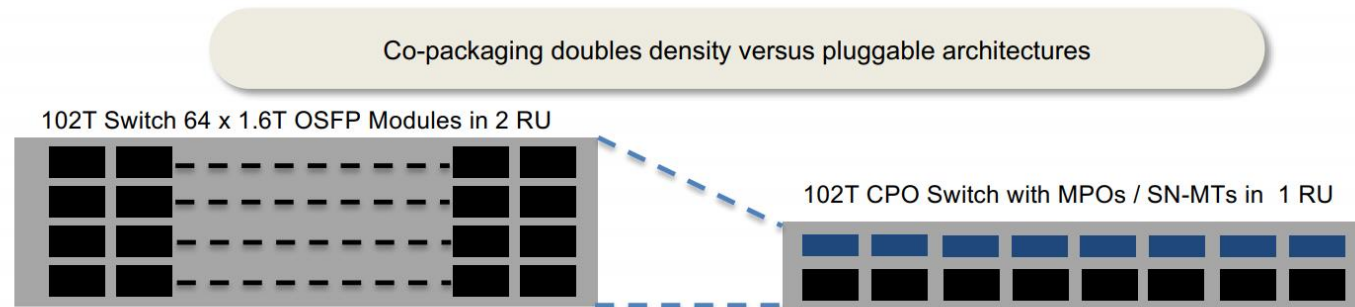 Co-packaging doubles density versus pluggable architectures
102T Switch 64 x 1.6T OSFP Modules in 2 RU
102T CPO Switch with MPOs / SN-MTs in 1 RU